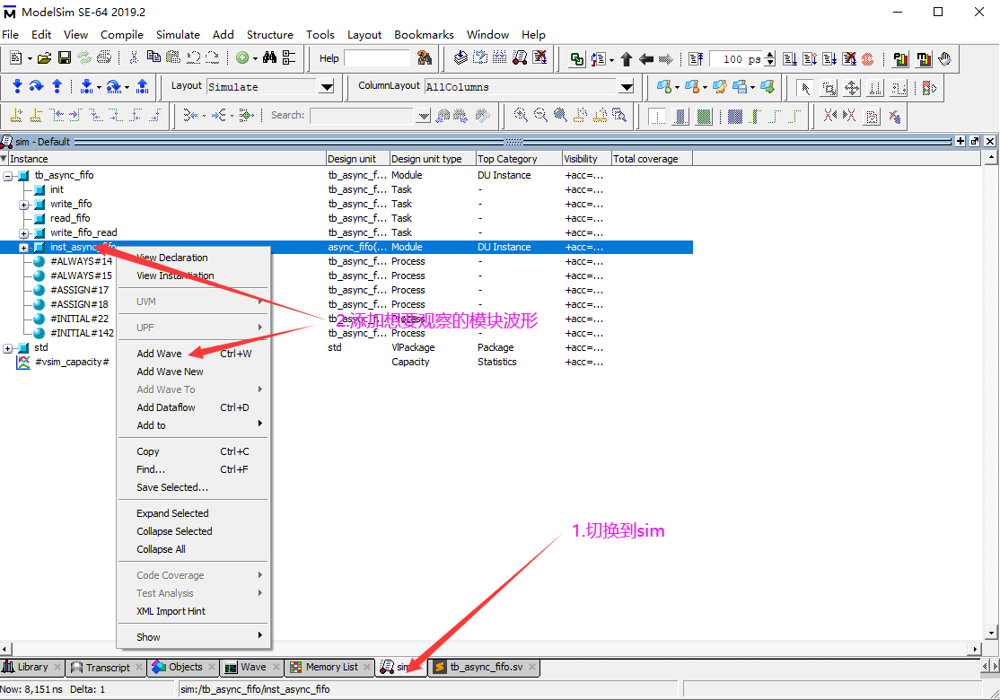 ModelSim SE-64 2019.2
File Edit View Compile Simulate Add Structure Tools Layout Bookmarks Window Help
Help 100 ps
Layout Simulate ColumnLayout AllColumns
Search:
sim - Default
Instance Design unit Design unit type Top Category Visibility Total coverage
tb_async_fifo tb_async_f... Module DU Instance +acc=...
init tb_async_f... Task - +acc=...
write_fifo tb_async_f... Task - +acc=...
read_fifo tb_async_f... Task - +acc=...
write_fifo_read tb_async_f... Task - +acc=...
inst_async_fifo async_fifo(... Module DU Instance +acc=...
#ALWAYS#14 tb_async_f... Process - +acc=...
#ALWAYS#15 tb_async_f... Process - +acc=...
#ASSIGN#17 tb_async_f... Process - +acc=...
#ASSIGN#18 tb_async_f... Process - +acc=...
#INITIAL#22 tb_async_f... Process - +acc=...
#INITIAL#142 tb_async_f... Process - +acc=...
std std VlPackage Package +acc=...
#vsim_capacity# Capacity Statistics +acc=...
View Declaration
View Instantiation
UVM
UPF
Add Wave Ctrl+W
Add Wave New
Add Wave To
Add Dataflow Ctrl+D
Add to
Copy Ctrl+C
Find... Ctrl+F
Save Selected...
Expand Selected
Collapse Selected
Collapse All
Code Coverage
Test Analysis
XML Import Hint
Show
2.添加想要观察的模块波形
1.切换到sim
Library Transcript Objects Wave Memory List sim tb_async_fifo.sv
Now: 8,151 ns Delta: 1 sim:/tb_async_fifo/inst_async_fifo